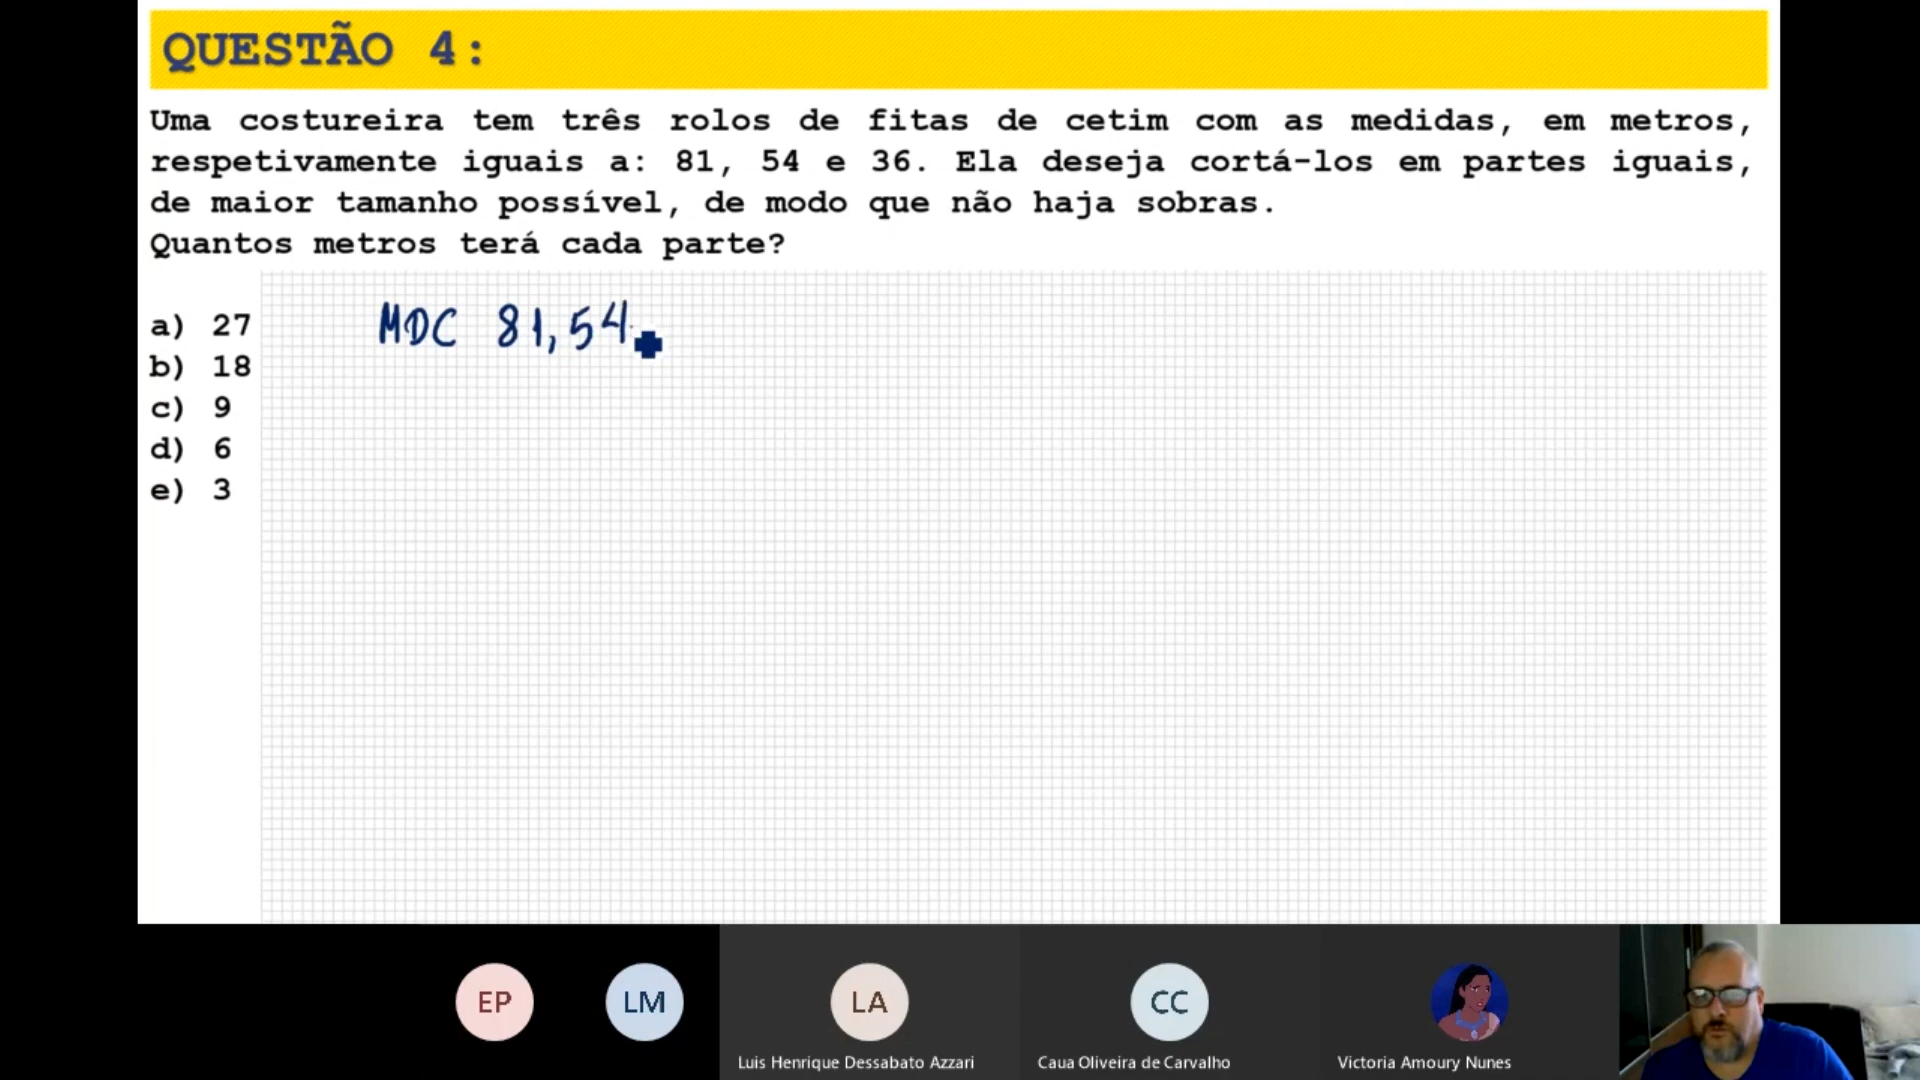 QUESTÃO 4:
Uma costureira tem três rolos de fitas de cetim com as medidas, em metros,
respetivamente iguais a: 81, 54 e 36. Ela deseja cortá-los em partes iguais,
de maior tamanho possível, de modo que não haja sobras.
Quantos metros terá cada parte?
MDC 81,54
a) 27
b) 18
c) 9
d) 6
e) 3
EP
LM
LA
CC
Luis Henrique Dessabato Azzari
Caua Oliveira de Carvalho
Victoria Amoury Nunes